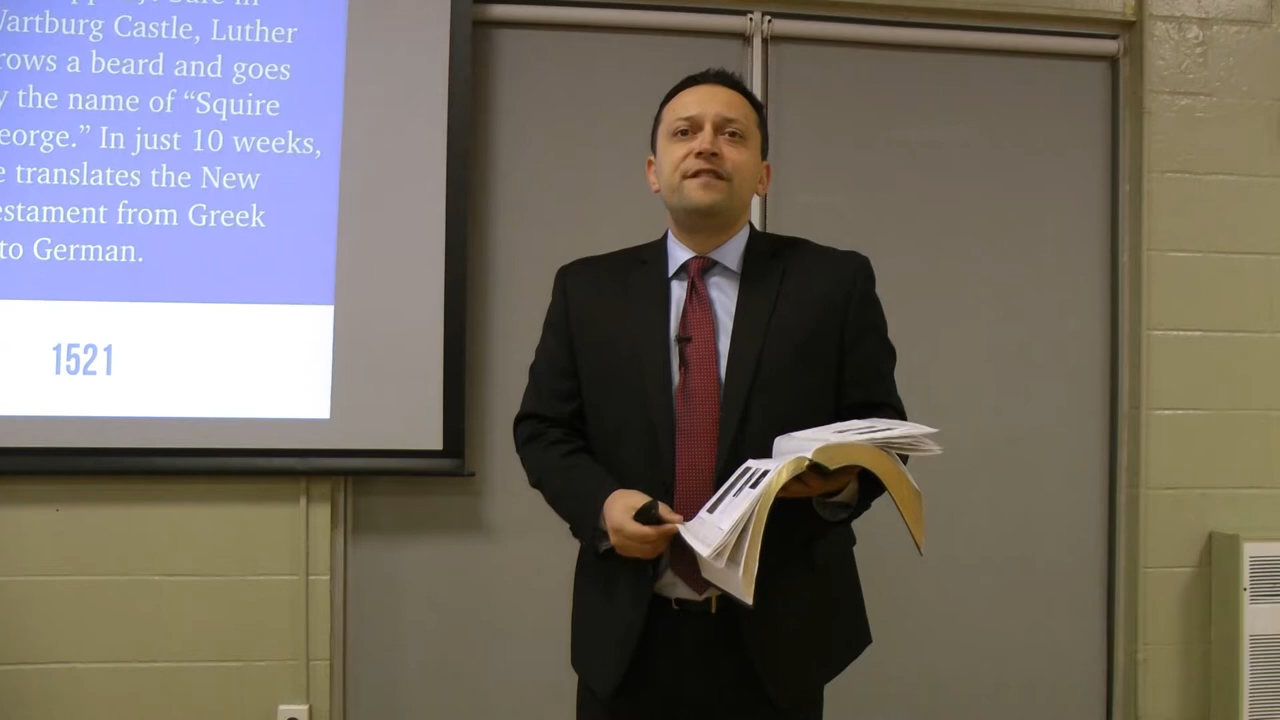 Wartburg Castle, Luther
rows a beard and goes
y the name of “Squire
eorge.” In just 10 weeks,
e translates the New
estament from Greek
to German.
1521